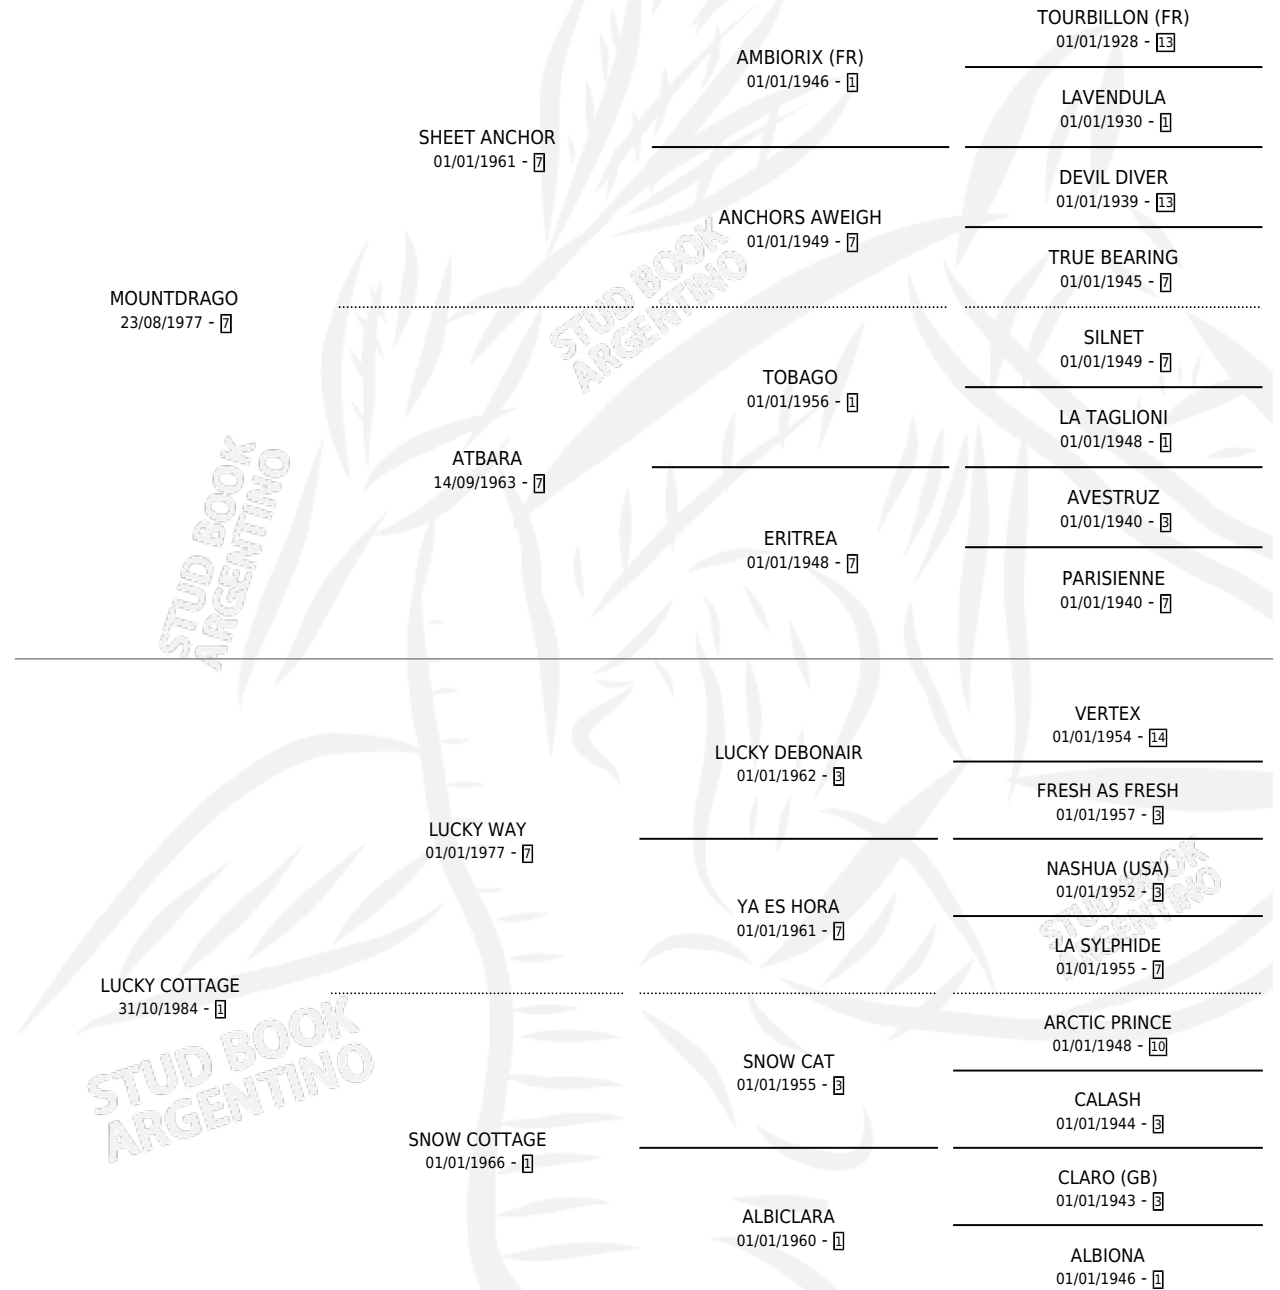 TOURBILLON (FR)
01/01/1928 - 13
AMBIORIX (FR)
01/01/1946 - 1
LAVENDULA
01/01/1930 - 1
SHEET ANCHOR
01/01/1961 - 7
DEVIL DIVER
01/01/1939 - 13
ANCHORS AWEIGH
01/01/1949 - 7
TRUE BEARING
01/01/1945 - 7
MOUNTDRAGO
23/08/1977 - 7
SILNET
01/01/1949 - 7
TOBAGO
01/01/1956 - 1
LA TAGLIONI
01/01/1948 - 1
ATBARA
14/09/1963 - 7
AVESTRUZ
01/01/1940 - 3
ERITREA
01/01/1948 - 7
PARISIENNE
01/01/1940 - 7
STUD BOOK
ARGENTINO
STUD BOOK
ARGENTINO
VERTEX
01/01/1954 - 14
LUCKY DEBONAIR
01/01/1962 - 3
FRESH AS FRESH
01/01/1957 - 3
LUCKY WAY
01/01/1977 - 7
NASHUA (USA)
01/01/1952 - 3
YA ES HORA
01/01/1961 - 7
LA SYLPHIDE
01/01/1955 - 7
LUCKY COTTAGE
31/10/1984 - 1
ARCTIC PRINCE
01/01/1948 - 10
SNOW CAT
01/01/1955 - 3
CALASH
01/01/1944 - 3
SNOW COTTAGE
01/01/1966 - 1
CLARO (GB)
01/01/1943 - 3
ALBICLARA
01/01/1960 - 1
ALBIONA
01/01/1946 - 1
STUD BOOK
ARGENTINO
STUD BOOK
ARGENTINO